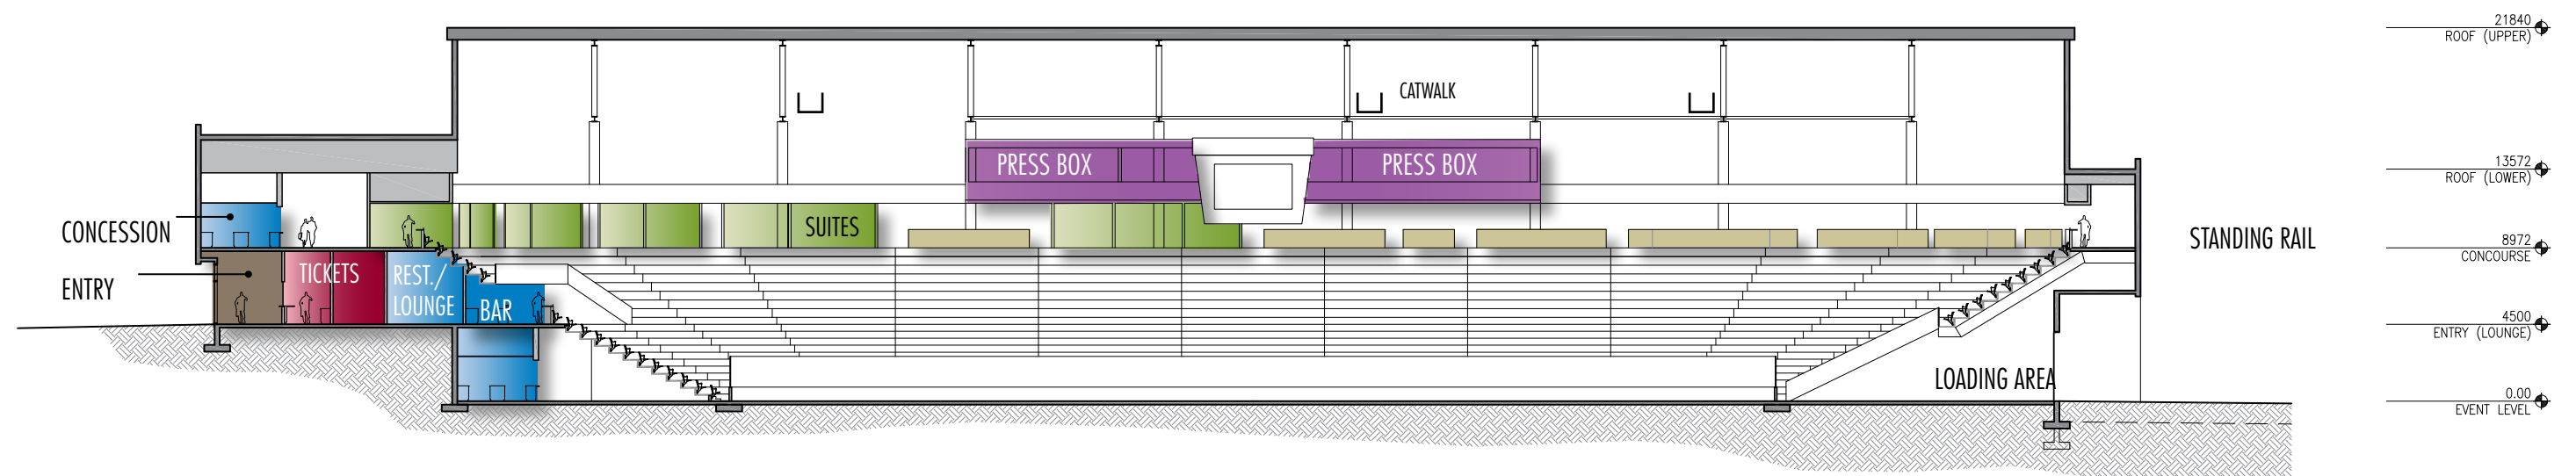 21840
ROOF (UPPER)
CATWALK
PRESS BOX
PRESS BOX
13572
ROOF (LOWER)
CONCESSION
SUITES
STANDING RAIL
8972
CONCOURSE
ENTRY
TICKETS
REST./
LOUNGE
BAR
4500
ENTRY (LOUNGE)
LOADING AREA
0.00
EVENT LEVEL